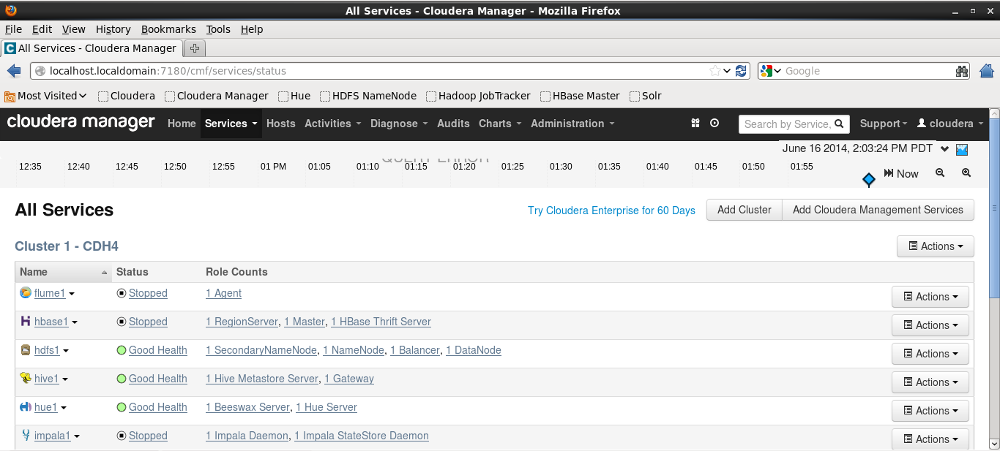 All Services - Cloudera Manager - Mozilla Firefox
File Edit View History Bookmarks Tools Help
All Services - Cloudera Manager
localhost.localdomain:7180/cmf/services/status Google
Most Visited Cloudera Cloudera Manager Hue HDFS NameNode Hadoop JobTracker HBase Master Solr
cloudera manager Home Services Hosts Activities Diagnose Audits Charts Administration Search by Service, Support cloudera
June 16 2014, 2:03:24 PM PDT
QUERY ERROR
12:35 12:40 12:45 12:50 12:55 01 PM 01:05 01:10 01:15 01:20 01:25 01:30 01:35 01:40 01:45 01:50 01:55
Now
All Services Try Cloudera Enterprise for 60 Days Add Cluster Add Cloudera Management Services
Cluster 1 - CDH4 Actions
Name Status Role Counts
flume1 Stopped 1 Agent Actions
hbase1 Stopped 1 RegionServer, 1 Master, 1 HBase Thrift Server Actions
hdfs1 Good Health 1 SecondaryNameNode, 1 NameNode, 1 Balancer, 1 DataNode Actions
hive1 Good Health 1 Hive Metastore Server, 1 Gateway Actions
hue1 Good Health 1 Beeswax Server, 1 Hue Server Actions
impala1 Stopped 1 Impala Daemon, 1 Impala StateStore Daemon Actions